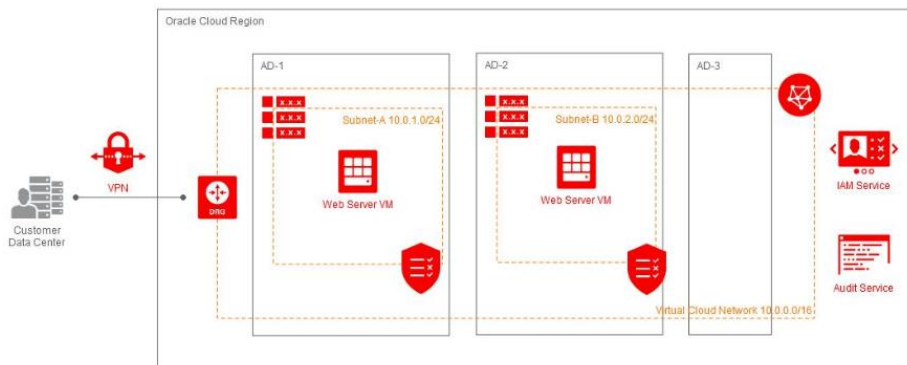 Oracle Cloud Region
AD-1
AD-2
AD-3
X.X.X
X.X.X
X.X.X
X.X.X
X.X.X
X.X.X
Subnet-A 10.0.1.0/24
Subnet-B 10.0.2.0/24
VPN
DRG
Web Server VM
Web Server VM
IAM Service
Customer
Data Center
Audit Service
Virtual Cloud Network 10.0.0.0/16